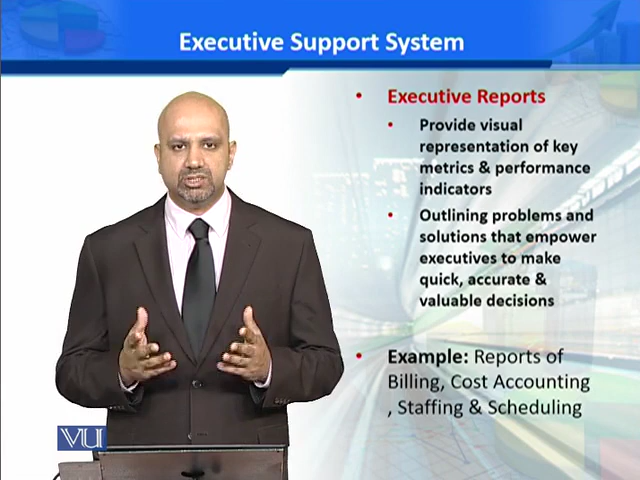 Executive Support System
• Executive Reports
• Provide visual
representation of key
metrics & performance
indicators
• Outlining problems and
solutions that empower
executives to make
quick, accurate &
valuable decisions
• Example: Reports of
Billing, Cost Accounting
, Staffing & Scheduling
VU